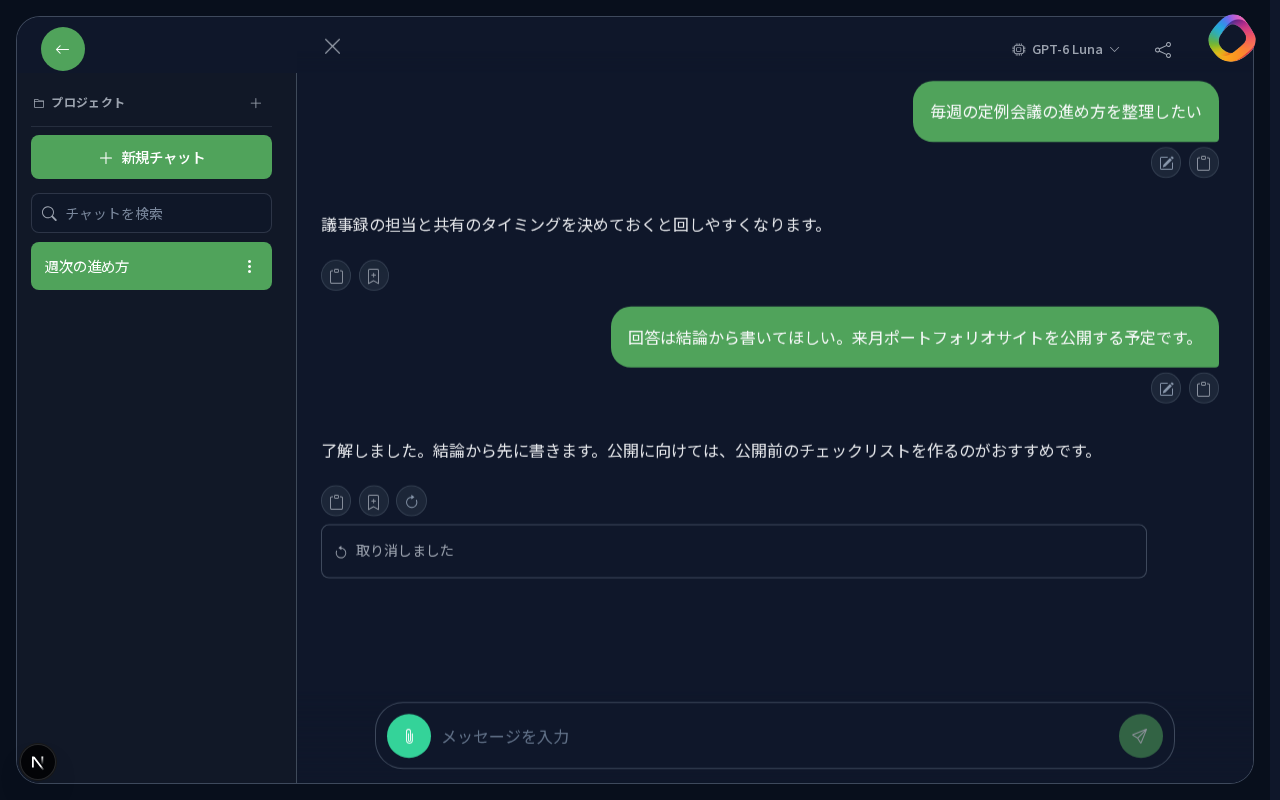 GPT-6 Luna
プロジェクト
新規チャット
チャットを検索
週次の進め方
毎週の定例会議の進め方を整理したい
議事録の担当と共有のタイミングを決めておくと回しやすくなります。
回答は結論から書いてほしい。来月ポートフォリオサイトを公開する予定です。
了解しました。結論から先に書きます。公開に向けては、公開前のチェックリストを作るのがおすすめです。
取り消しました
メッセージを入力
N